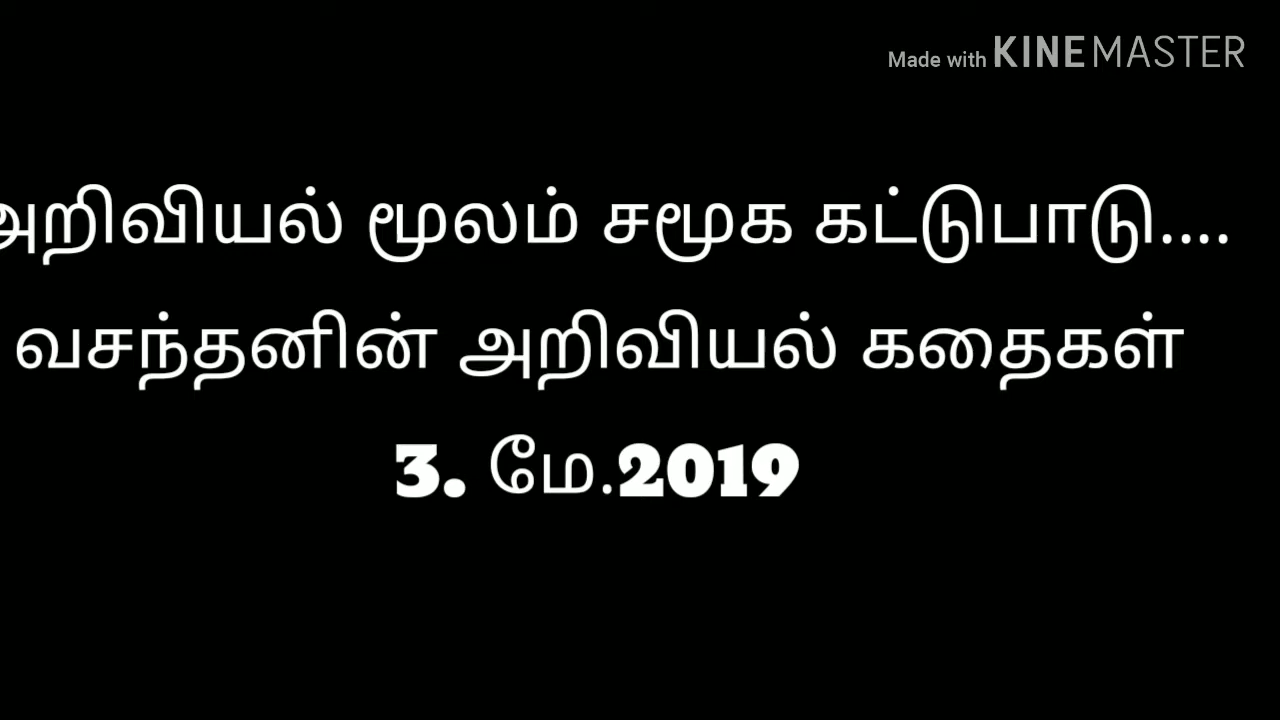 Made with KINEMASTER
அறிவியல் மூலம் சமூக கட்டுபாடு....
வசந்தனின் அறிவியல் கதைகள்
3. மே.2019